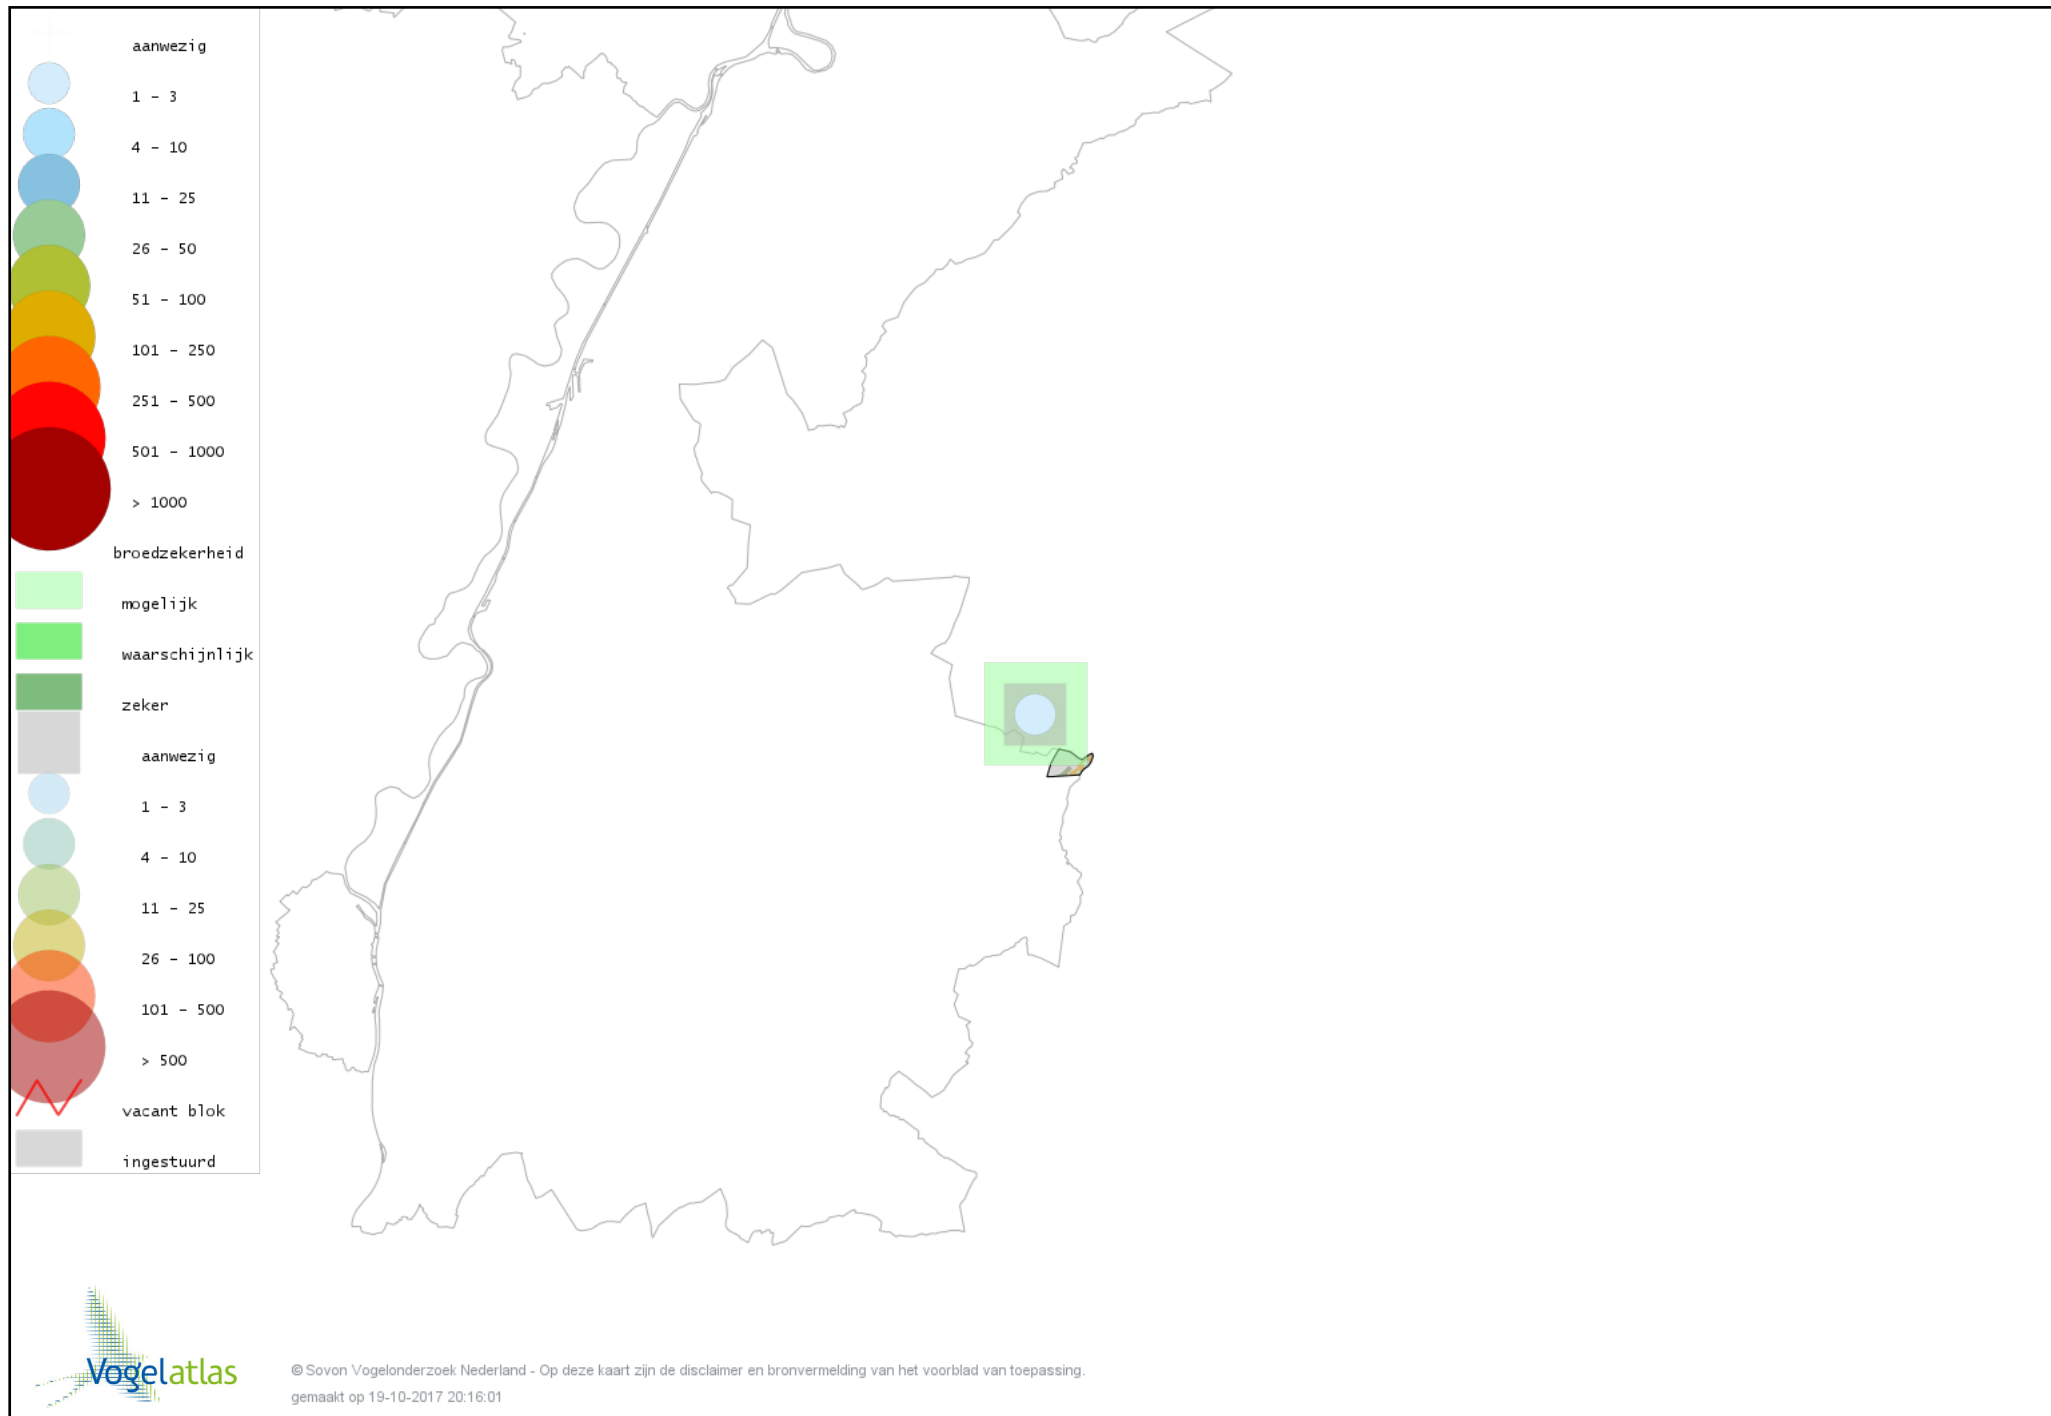 aanwezig
1 – 3
4 – 10
11 – 25
26 – 50
51 – 100
101 – 250
251 – 500
501 – 1000
> 1000
broedzekerheid
mogelijk
waarschijnlijk
zeker
aanwezig
1 – 3
4 – 10
11 – 25
26 – 100
101 – 500
> 500
vacant blok
ingestuurd
Vogelatlas
© Sovon Vogelonderzoek Nederland - Op deze kaart zijn de disclaimer en bronvermelding van het voorblad van toepassing.
gemaakt op 19-10-2017 20:16:01